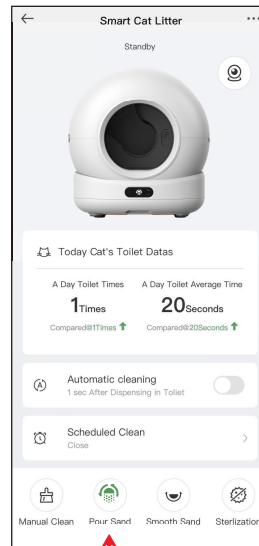 Smart Cat Litter
Standby
Today Cat's Toilet Datas
A Day Toilet Times
A Day Toilet Average Time
1Times
20Seconds
Compared@1Times ↑
Compared@20Seconds ↑
Automatic cleaning
1 sec After Dispensing in Toliet
Scheduled Clean
Close
Manual Clean
Pour Sand
Smooth Sand
Sterlization